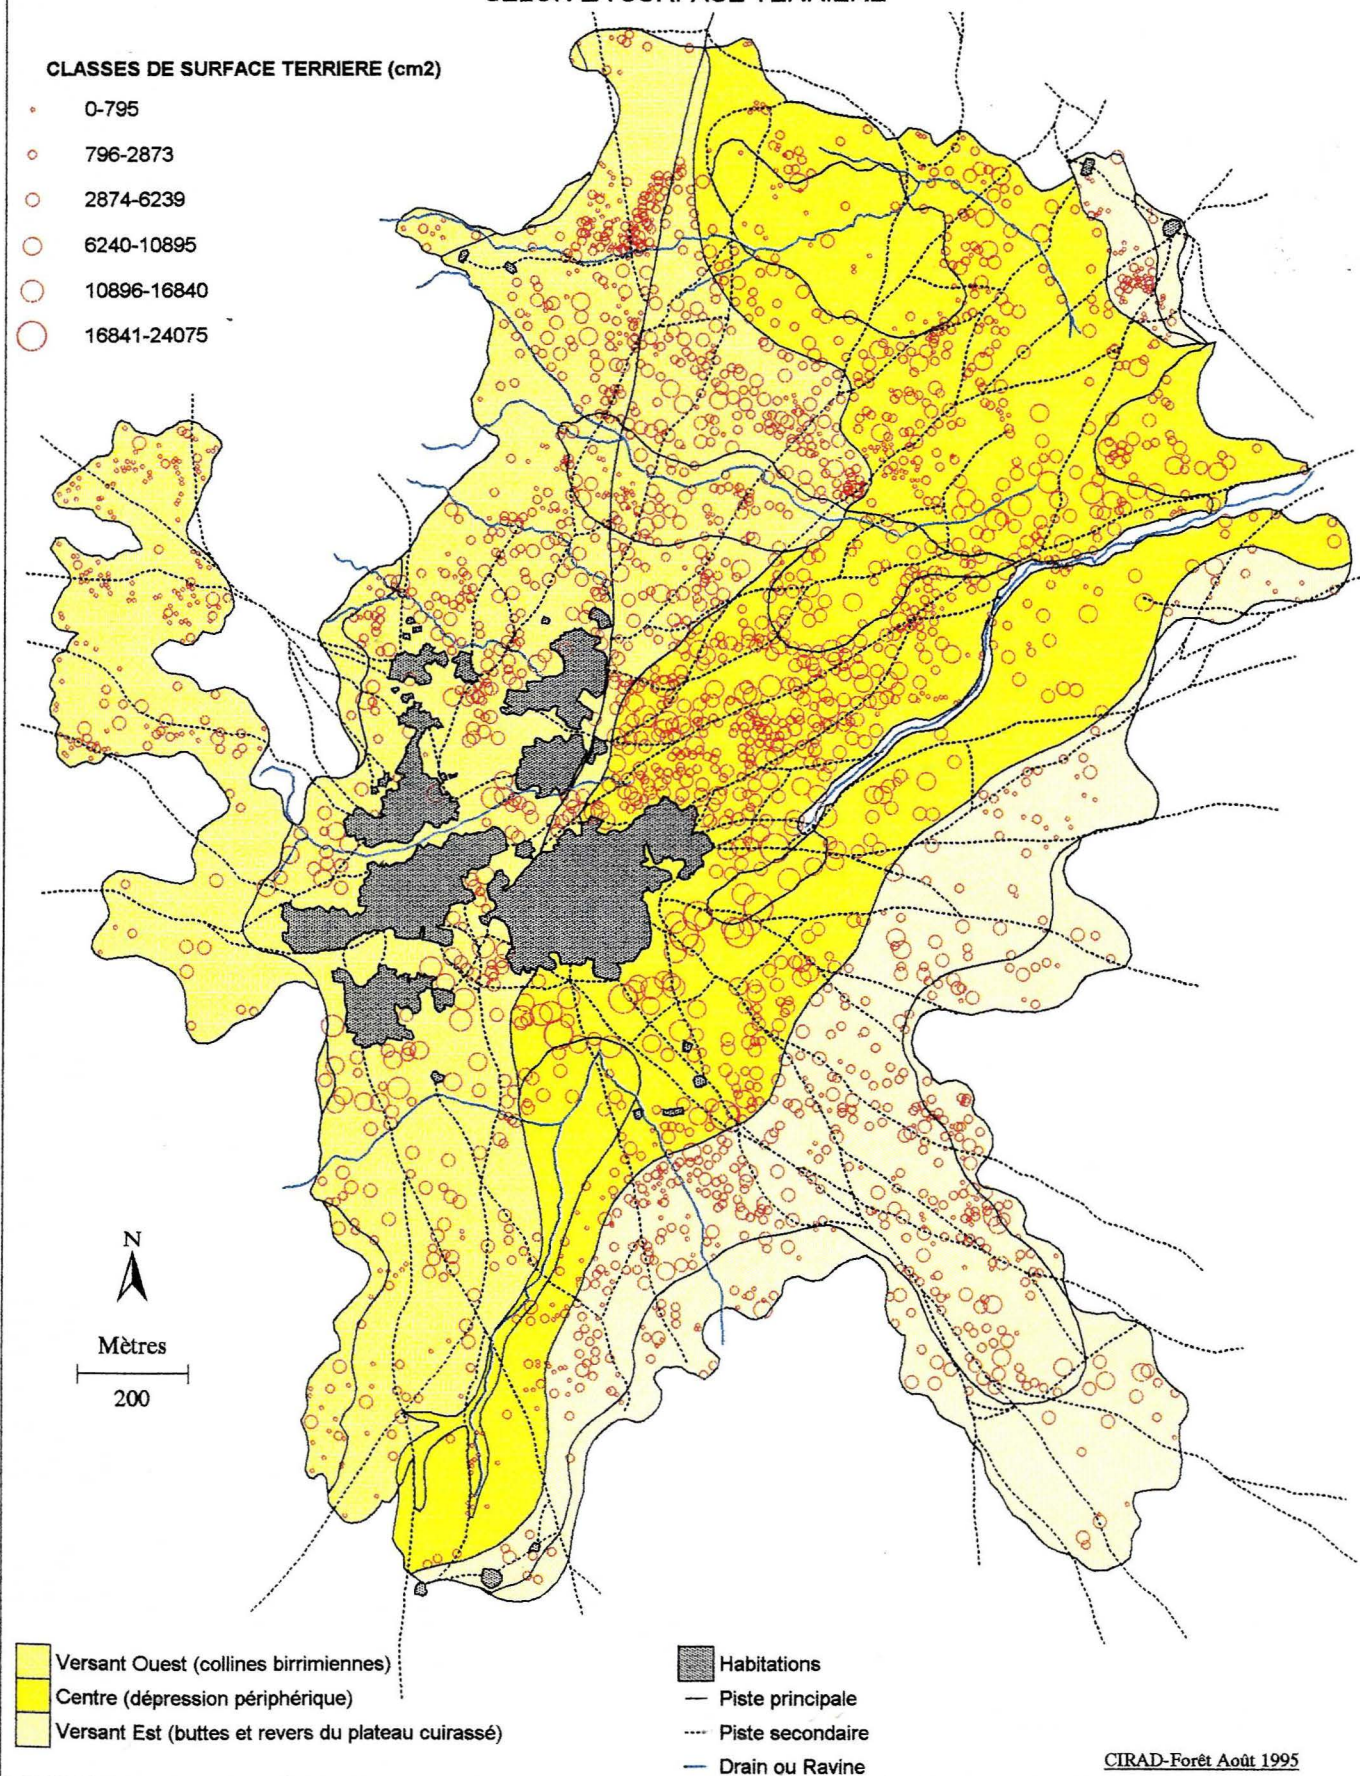 CLASSES DE SURFACE TERRIERE (cm2)
0-795
796-2873
2874-6239
6240-10895
10896-16840
16841-24075
N
Mètres
200
Versant Ouest (collines birrimiennes)
Centre (dépression périphérique)
Versant Est (buttes et revers du plateau cuirassé)
Habitations
Piste principale
Piste secondaire
Drain ou Ravine
CIRAD-Forêt Août 1995